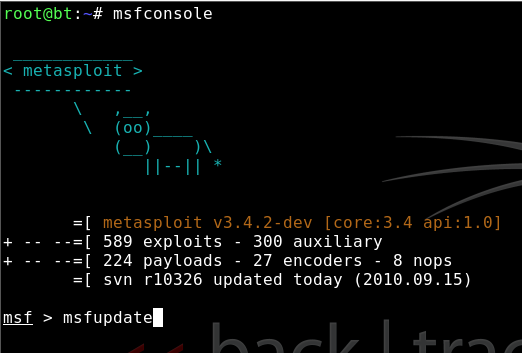 root@bt:~# msfconsole
 ____________
< metasploit >
 ------------
       \   ,__,
        \  (oo)____
           (__)    )\
              ||--|| *
       =[ metasploit v3.4.2-dev [core:3.4 api:1.0]
+ -- --=[ 589 exploits - 300 auxiliary
+ -- --=[ 224 payloads - 27 encoders - 8 nops
       =[ svn r10326 updated today (2010.09.15)
msf > msfupdate
<< back | tra